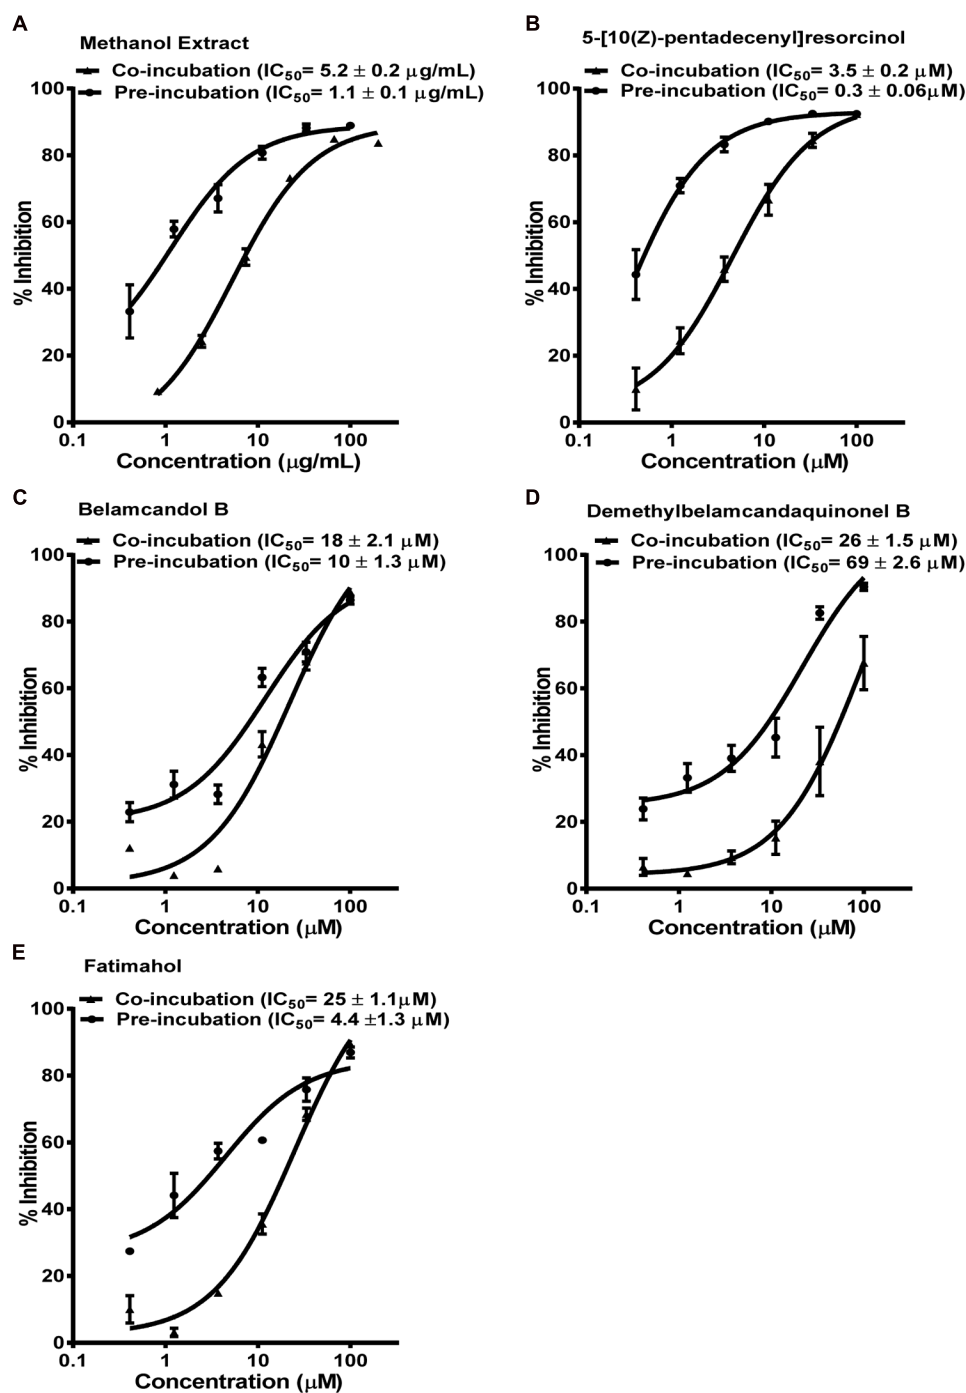 A
Methanol Extract
Co-incubation (IC50= 5.2 ± 0.2 µg/mL)
Pre-incubation (IC50= 1.1 ± 0.1 µg/mL)
100
80
60
40
20
0
% Inhibition
0.1 1 10 100
Concentration (µg/mL)
B
5-[10(Z)-pentadecenyl]resorcinol
Co-incubation (IC50= 3.5 ± 0.2 µM)
Pre-incubation (IC50= 0.3 ± 0.06µM)
100
80
60
40
20
0
% Inhibition
0.1 1 10 100
Concentration (µM)
C
Belamcandol B
Co-incubation (IC50= 18 ± 2.1 µM)
Pre-incubation (IC50= 10 ± 1.3 µM)
100
80
60
40
20
0
% Inhibition
0.1 1 10 100
Concentration (µM)
D
Demethylbelamcandaquinonel B
Co-incubation (IC50= 26 ± 1.5 µM)
Pre-incubation (IC50= 69 ± 2.6 µM)
100
80
60
40
20
0
% Inhibition
0.1 1 10 100
Concentration (µM)
E
Fatimahol
Co-incubation (IC50= 25 ± 1.1µM)
Pre-incubation (IC50= 4.4 ±1.3 µM)
100
80
60
40
20
0
% Inhibition
0.1 1 10 100
Concentration (µM)